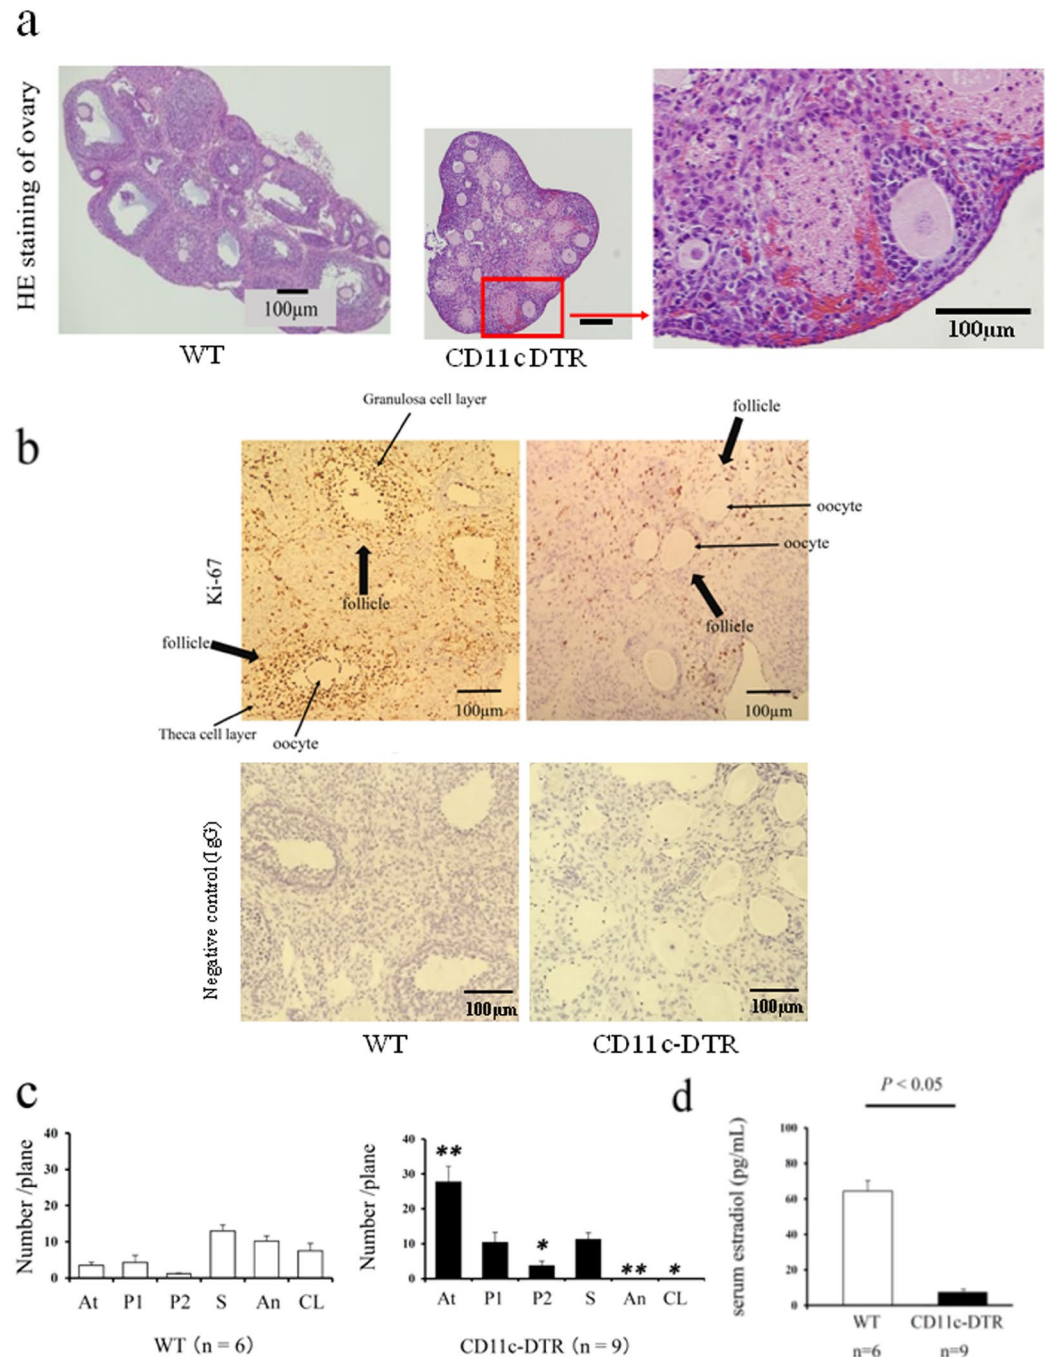 a
HE staining of ovary
100μm
100μm
WT
CD11c DTR
b
Granulosa cell layer
follicle
oocyte
oocyte
Ki-67
follicle
follicle
follicle
100μm
100μm
Theca cell layer
oocyte
Negative control (IgG)
100μm
100μm
WT
CD11c-DTR
c
Number /plane
40
30
20
10
0
At P1 P2 S An CL
WT (n = 6)
Number /plane
40
30
20
10
0
**
*
**
*
At P1 P2 S An CL
CD11c-DTR (n = 9)
d
P < 0.05
serum estradiol (pg/mL)
100
80
60
40
20
0
WT CD11c-DTR
n=6 n=9